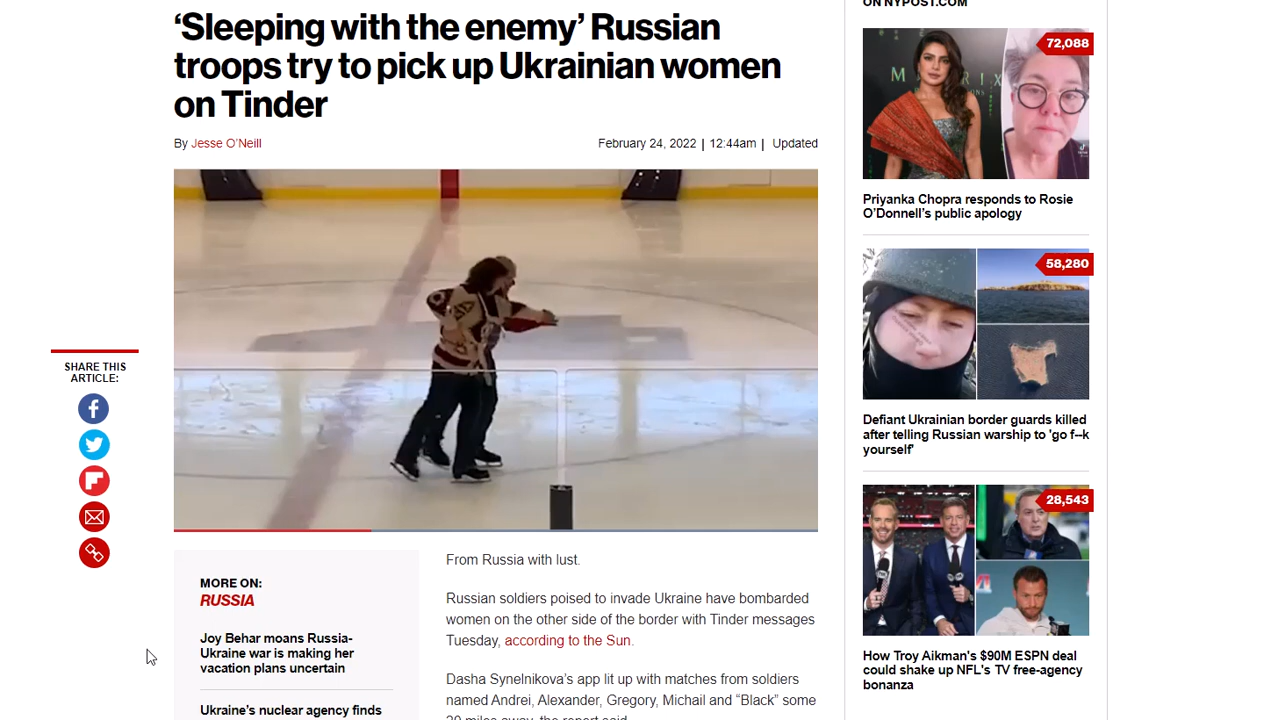 ON NYPOST.COM
‘Sleeping with the enemy’ Russian
troops try to pick up Ukrainian women
on Tinder
By Jesse O’Neill
February 24, 2022 | 12:44am | Updated
SHARE THIS
ARTICLE:
MORE ON:
RUSSIA
Joy Behar moans Russia-
Ukraine war is making her
vacation plans uncertain
Ukraine’s nuclear agency finds
From Russia with lust.
Russian soldiers poised to invade Ukraine have bombarded
women on the other side of the border with Tinder messages
Tuesday, according to the Sun.
Dasha Synelnikova’s app lit up with matches from soldiers
named Andrei, Alexander, Gregory, Michail and “Black” some
20 miles away, the report said.
72,088
Priyanka Chopra responds to Rosie
O’Donnell’s public apology
58,280
Defiant Ukrainian border guards killed
after telling Russian warship to 'go f--k
yourself'
28,543
How Troy Aikman's $90M ESPN deal
could shake up NFL's TV free-agency
bonanza